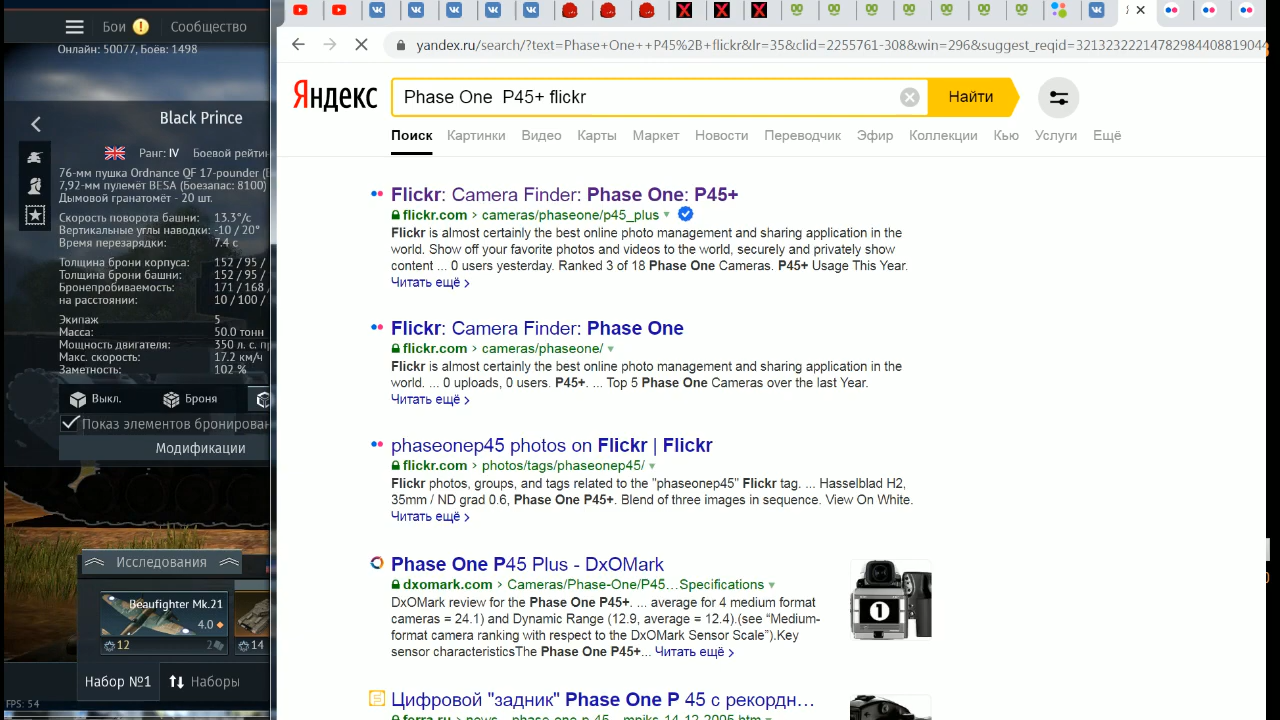 Бои
Сообщество
Онлайн: 50077, Боёв: 1498
Black Prince
Ранг: IV Боевой
76-мм пушка Ordnance QF 17-pounder
7,92-мм пулемёт BESA (Боезапас: 8100)
Дымовой гранатомёт - 20 шт.
Скорость поворота башни: 13.3°/с
Вертикальные углы наводки: -10 / 20°
Время перезарядки: 7.4 с
Толщина брони корпуса: 152 / 95 /
Толщина брони башни: 152 / 95 /
Бронепробиваемость: 171 / 168 /
на расстоянии: 10 / 100 /
Экипаж 5
Масса: 50.0 тонн
Мощность двигателя: 350 л. с. п
Макс. скорость: 17.2 км/ч
Заметность: 102 %
Выкл.
Броня
Показ элементов
Модификации
Исследования
Beaufighter Mk.21
4.0
12
2
14
Набор №1
Наборы
FPS: 54
yandex.ru/search/?text=Phase+One++P45%2B+flickr&lr=35&clid=2255761-308&win=296&suggest_reqid=32132322214782984408819044
Яндекс
Phase One P45+ flickr
Найти
Поиск Картинки Видео Карты Маркет Новости Переводчик Эфир Коллекции Кью Услуги Ещё
Flickr: Camera Finder: Phase One: P45+
flickr.com › cameras/phaseone/p45_plus
Flickr is almost certainly the best online photo management and sharing application in the
world. Show off your favorite photos and videos to the world, securely and privately show
content ... 0 users yesterday. Ranked 3 of 18 Phase One Cameras. P45+ Usage This Year.
Читать ещё ›
Flickr: Camera Finder: Phase One
flickr.com › cameras/phaseone/
Flickr is almost certainly the best online photo management and sharing application in the
world. ... 0 uploads, 0 users. P45+. ... Top 5 Phase One Cameras over the last Year.
Читать ещё ›
phaseonep45 photos on Flickr | Flickr
flickr.com › photos/tags/phaseonep45/
Flickr photos, groups, and tags related to the "phaseonep45" Flickr tag. ... Hasselblad H2,
35mm / ND grad 0.6, Phase One P45+. Blend of three images in sequence. View On White.
Читать ещё ›
Phase One P45 Plus - DxOMark
dxomark.com › Cameras/Phase-One/P45...Specifications
DxOMark review for the Phase One P45+. ... average for 4 medium format
cameras = 24.1) and Dynamic Range (12.9, average = 12.4).(see “Medium-
format camera ranking with respect to the DxOMark Sensor Scale”).Key
sensor characteristicsThe Phase One P45+... Читать ещё ›
Цифровой "задник" Phase One P 45 с рекордн...
ferra.ru › news...phase-one-p-45...mpiks-14-12-2005.htm